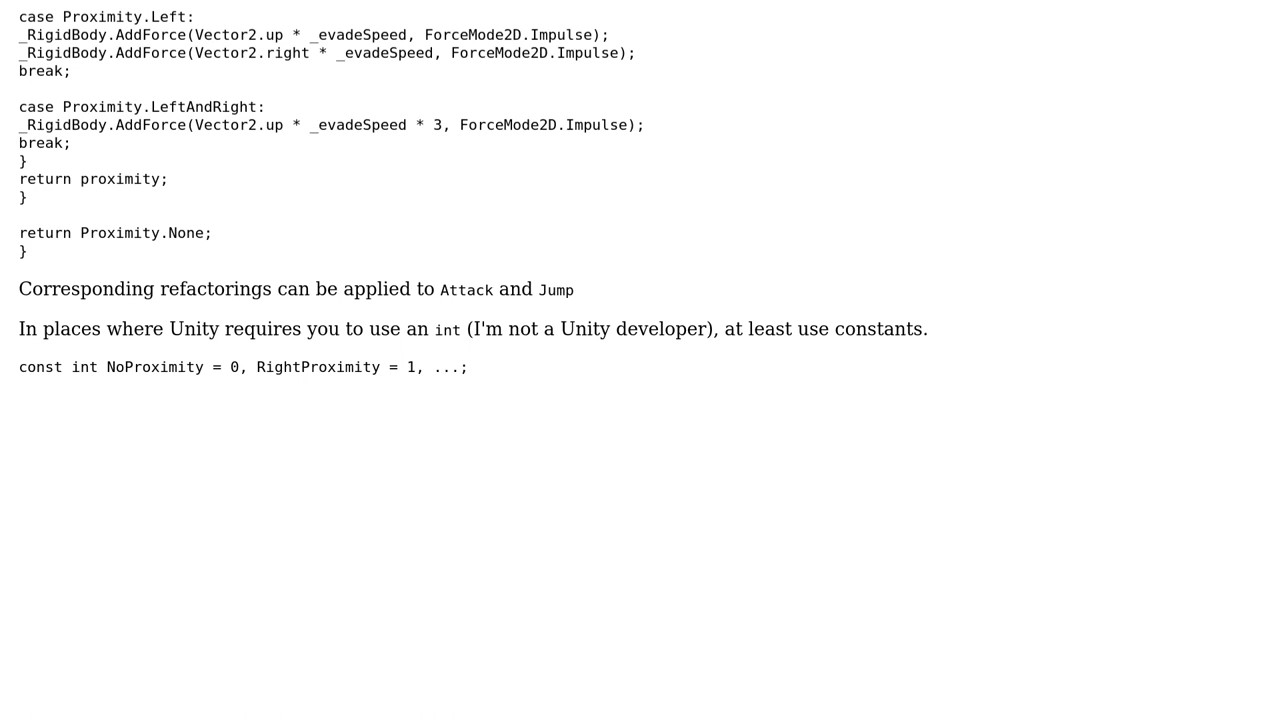 case Proximity.Left:
_RigidBody.AddForce(Vector2.up * _evadeSpeed, ForceMode2D.Impulse);
_RigidBody.AddForce(Vector2.right * _evadeSpeed, ForceMode2D.Impulse);
break;

case Proximity.LeftAndRight:
_RigidBody.AddForce(Vector2.up * _evadeSpeed * 3, ForceMode2D.Impulse);
break;
}
return proximity;
}

return Proximity.None;
}
Corresponding refactorings can be applied to Attack and Jump
In places where Unity requires you to use an int (I'm not a Unity developer), at least use constants.
const int NoProximity = 0, RightProximity = 1, ...;